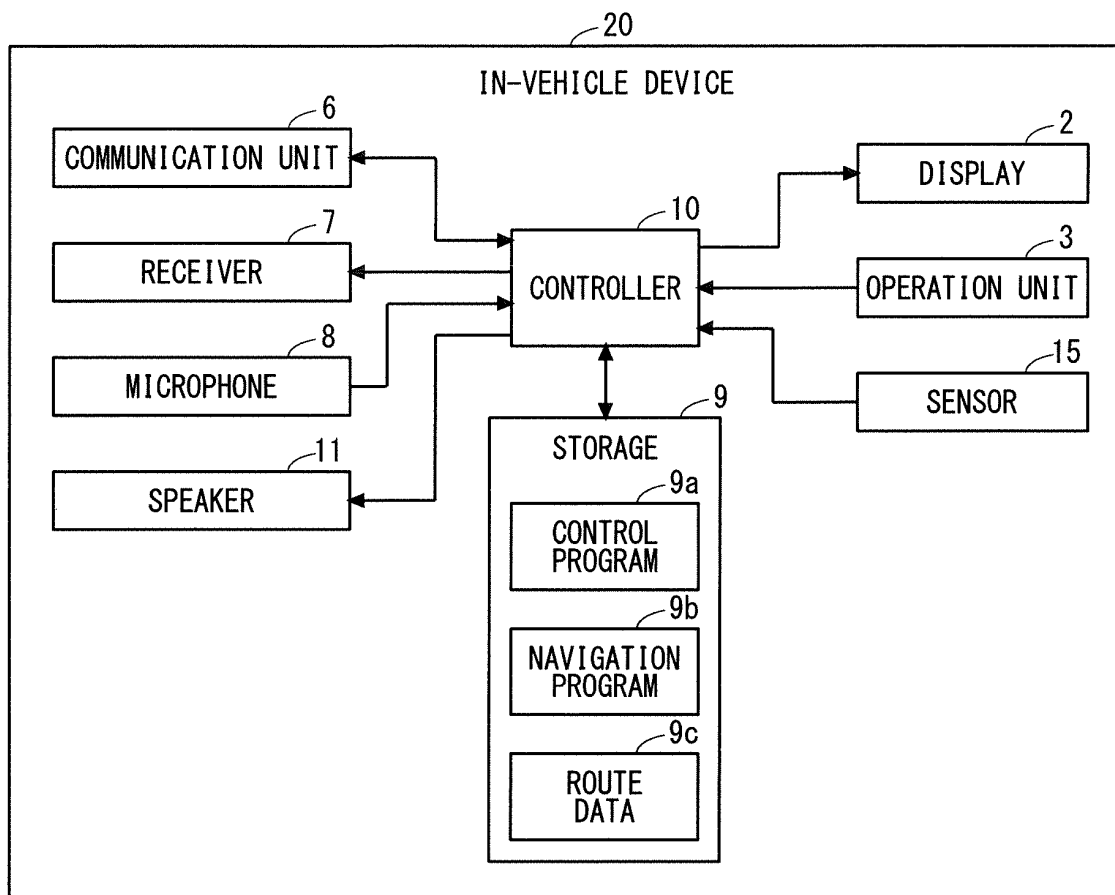 20
IN-VEHICLE DEVICE
6
COMMUNICATION UNIT
7
RECEIVER
8
MICROPHONE
11
SPEAKER
10
CONTROLLER
2
DISPLAY
3
OPERATION UNIT
15
SENSOR
9
STORAGE
9a
CONTROL
PROGRAM
9b
NAVIGATION
PROGRAM
9c
ROUTE
DATA